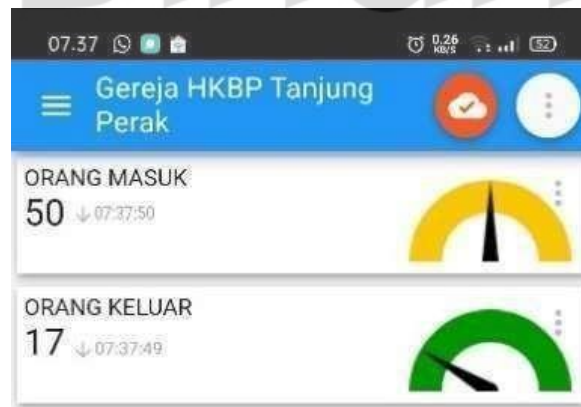 07.37 0.26 KB/S 52
Gereja HKBP Tanjung
Perak
ORANG MASUK
50 ↓ 07:37:50
ORANG KELUAR
17 ↓ 07:37:49